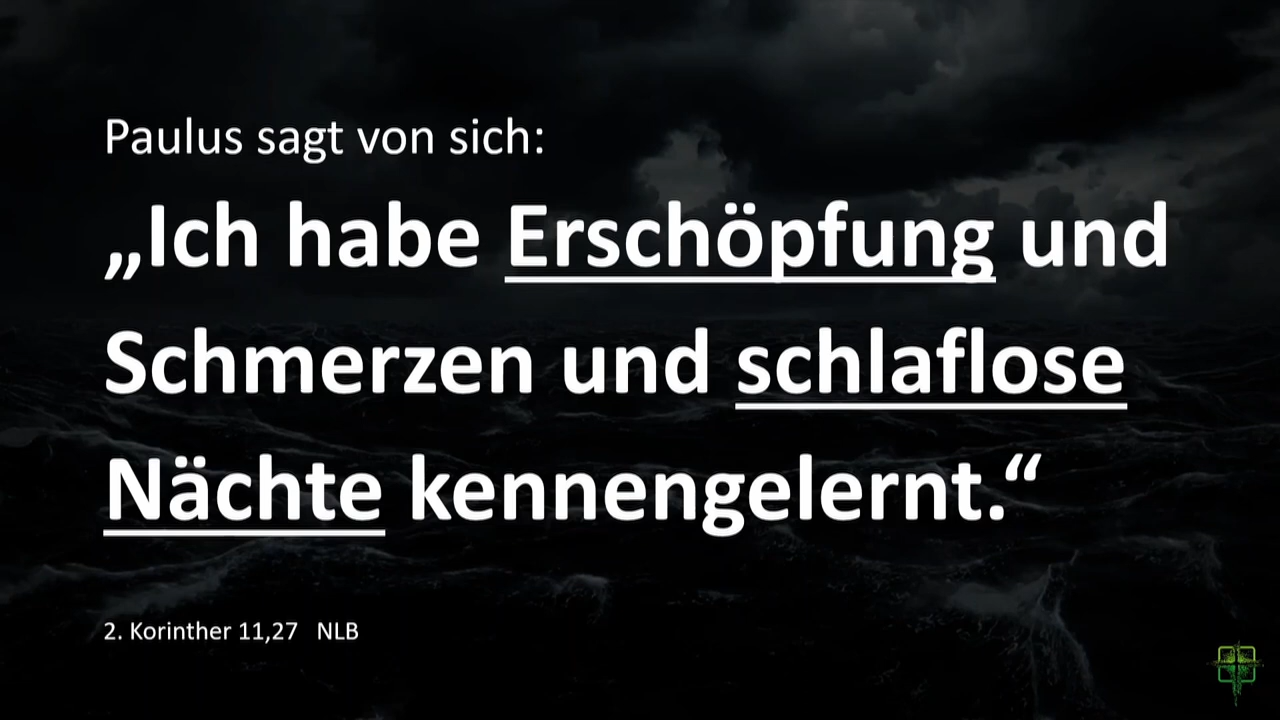 Paulus sagt von sich:
„Ich habe Erschöpfung und
Schmerzen und schlaflose
Nächte kennengelernt.“
2. Korinther 11,27 NLB